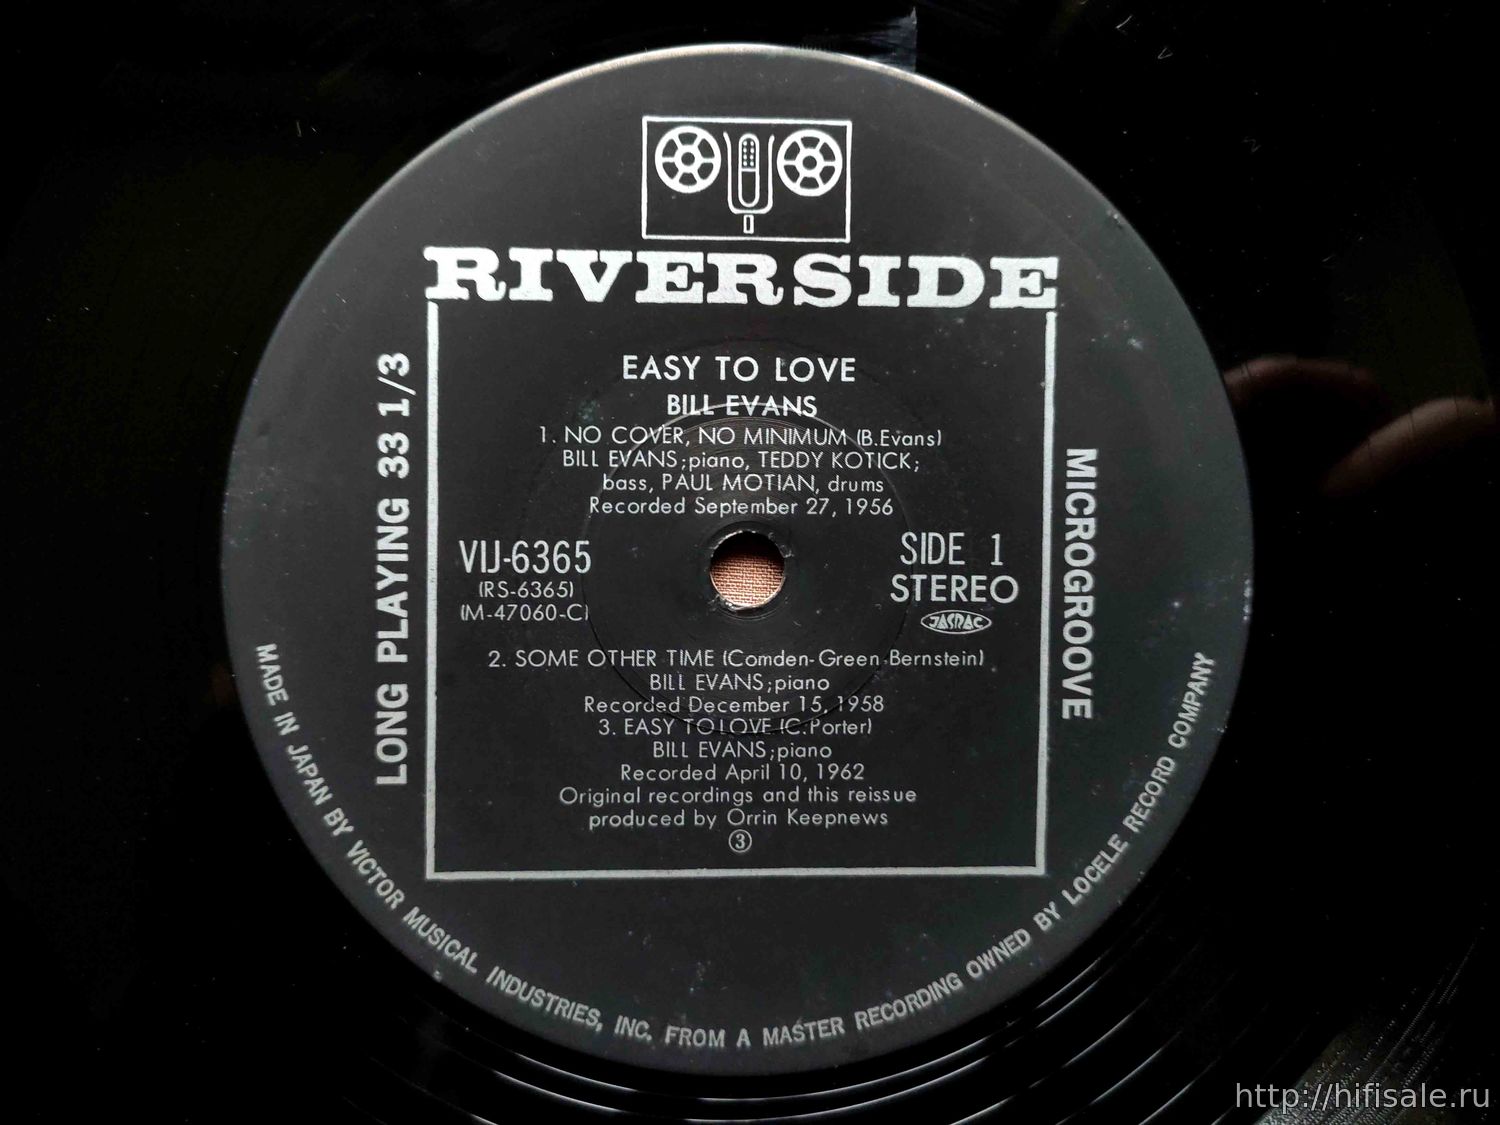 RIVERSIDE
EASY TO LOVE
BILL EVANS
1. NO COVER, NO MINIMUM (B.Evans)
BILL EVANS;piano, TEDDY KOTICK;
bass, PAUL MOTIAN, drums
Recorded September 27, 1956
VIJ-6365
(RS-6365)
(M-47060-C)
SIDE 1
STEREO
JASRAC
2. SOME OTHER TIME (Comden-Green-Bernstein)
BILL EVANS;piano
Recorded December 15, 1958
3. EASY TO LOVE (C.Porter)
BILL EVANS;piano
Recorded April 10, 1962
Original recordings and this reissue
produced by Orrin Keepnews
③
LONG PLAYING 33 1/3
MICROGROOVE
MADE IN JAPAN BY VICTOR MUSICAL INDUSTRIES, INC. FROM A MASTER RECORDING OWNED BY LOCELE RECORD COMPANY
http://hifisale.ru